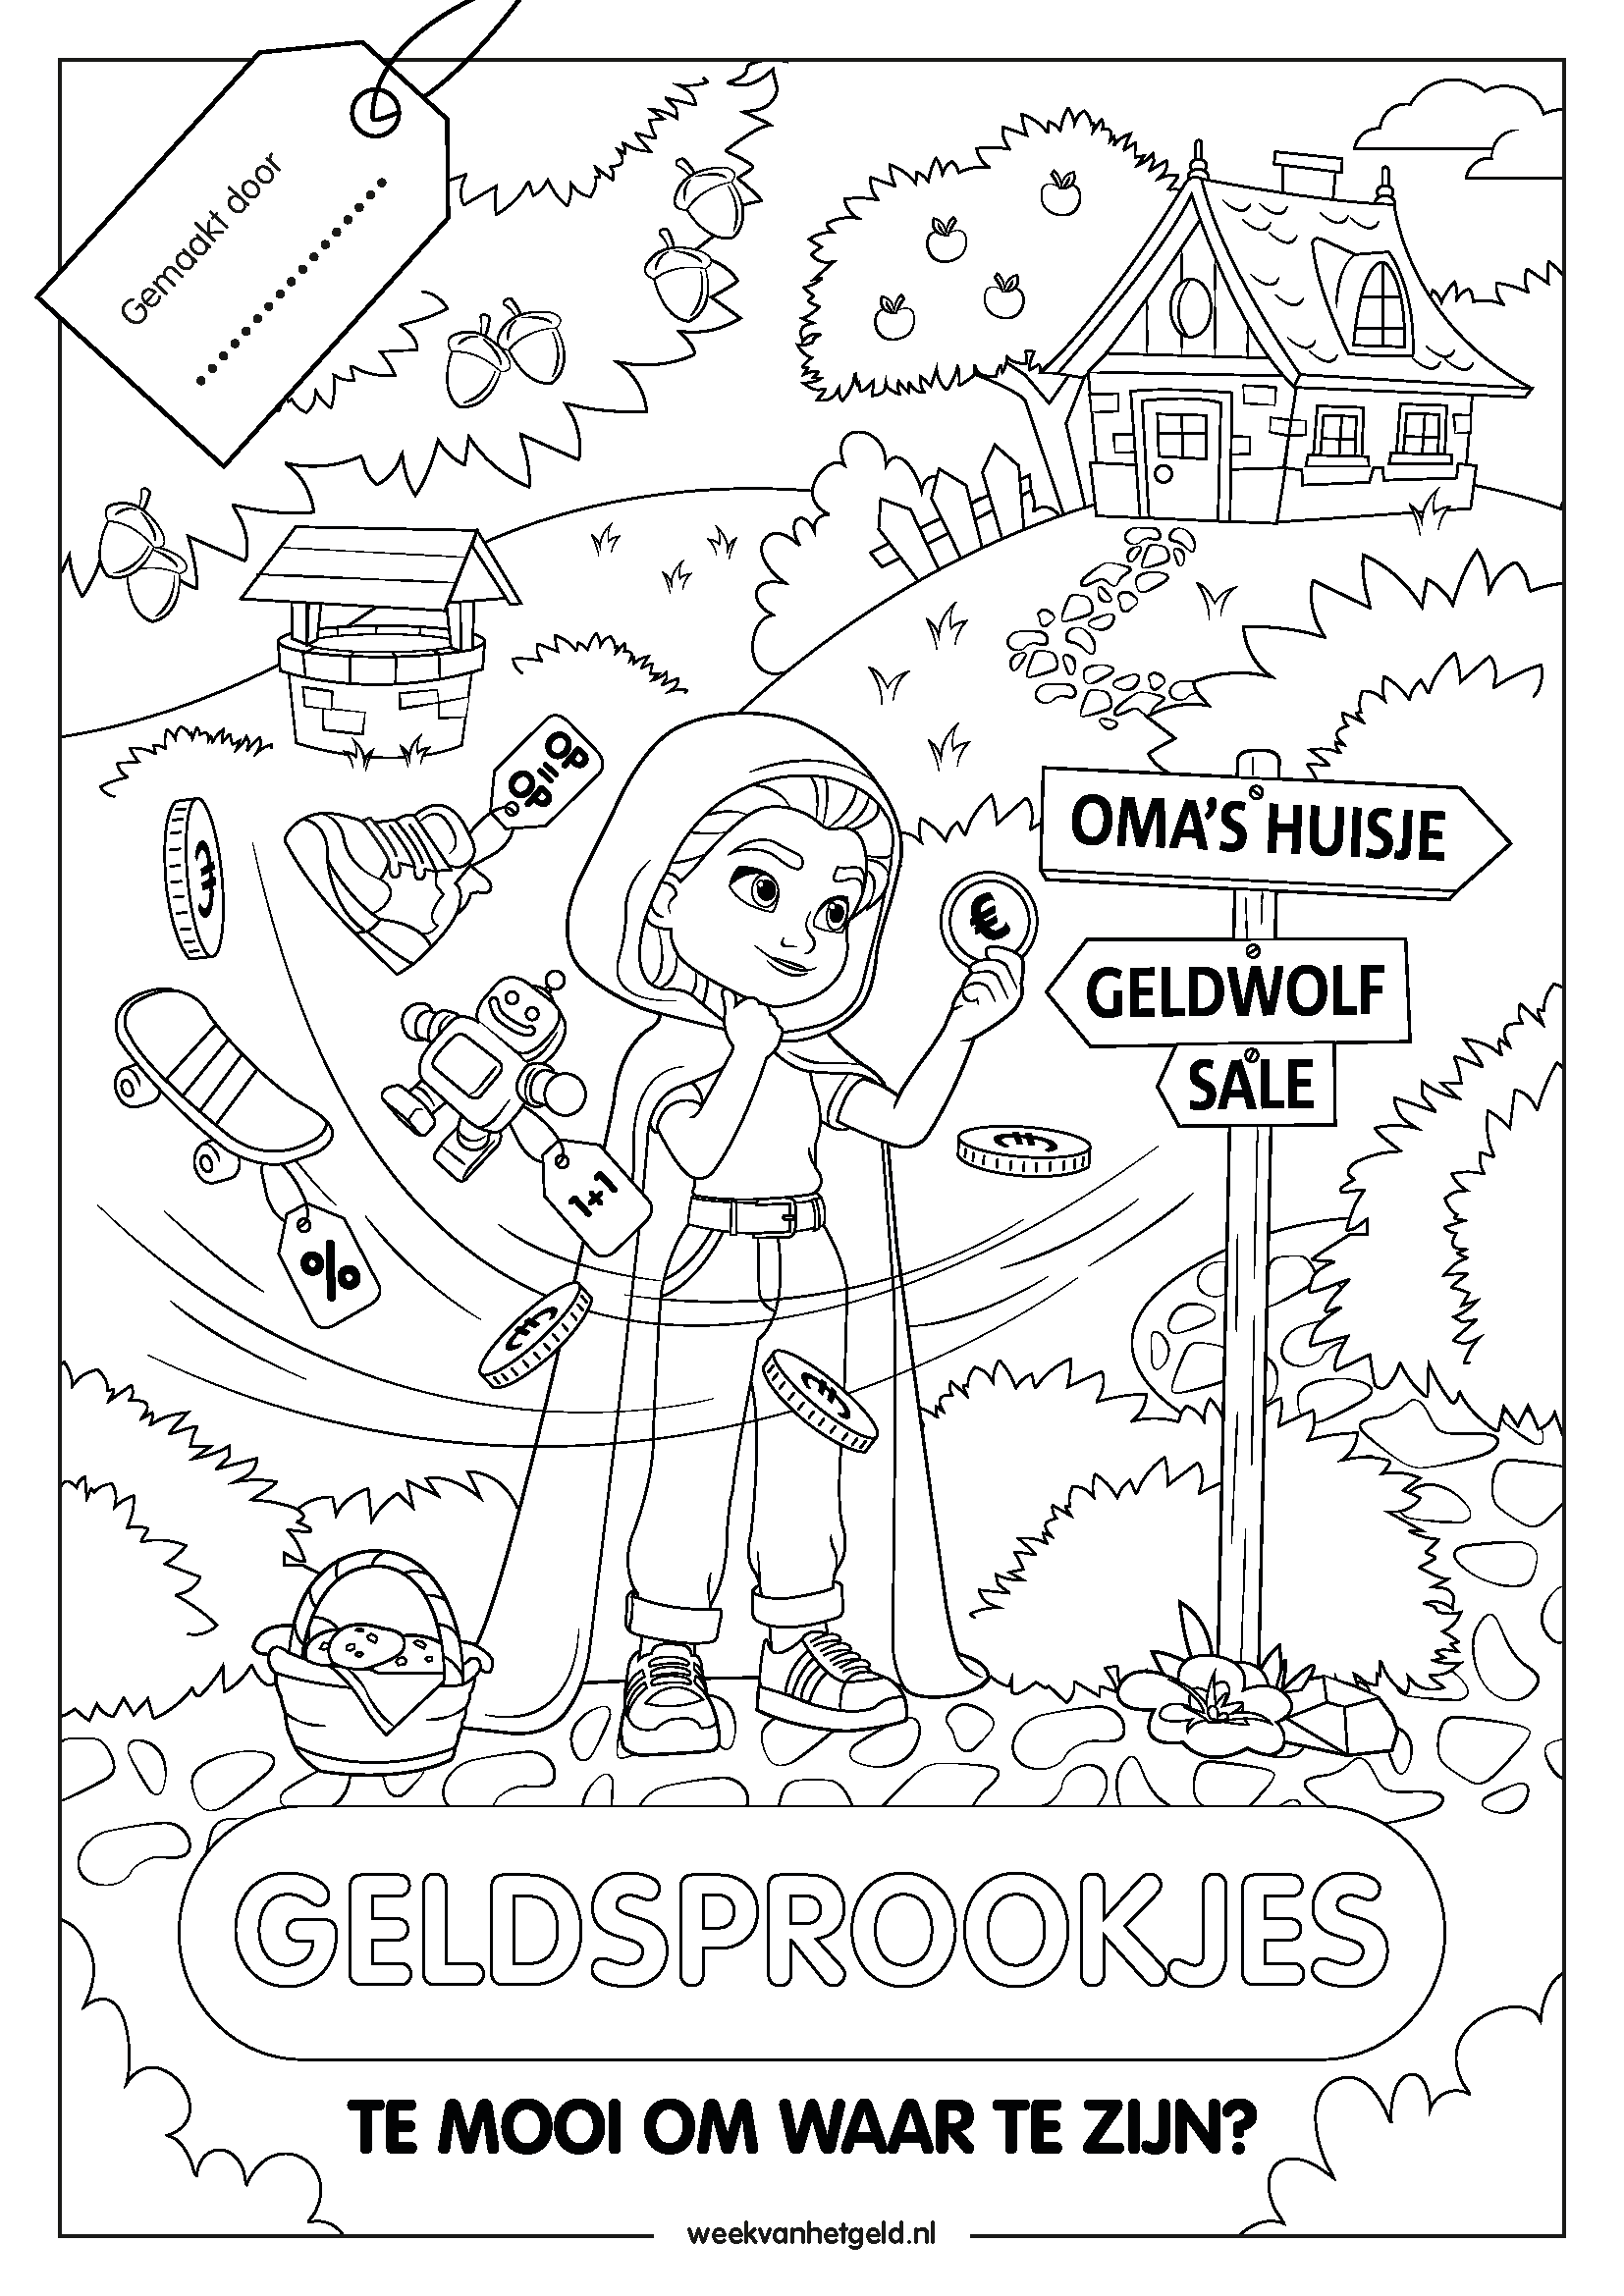 Gemaakt door
OP=OP
OMA'S HUISJE
€
€
GELDWOLF
SALE
€
1+1
%
€
€
GELDSPROOKJES
TE MOOI OM WAAR TE ZIJN?
weekvanhetgeld.nl